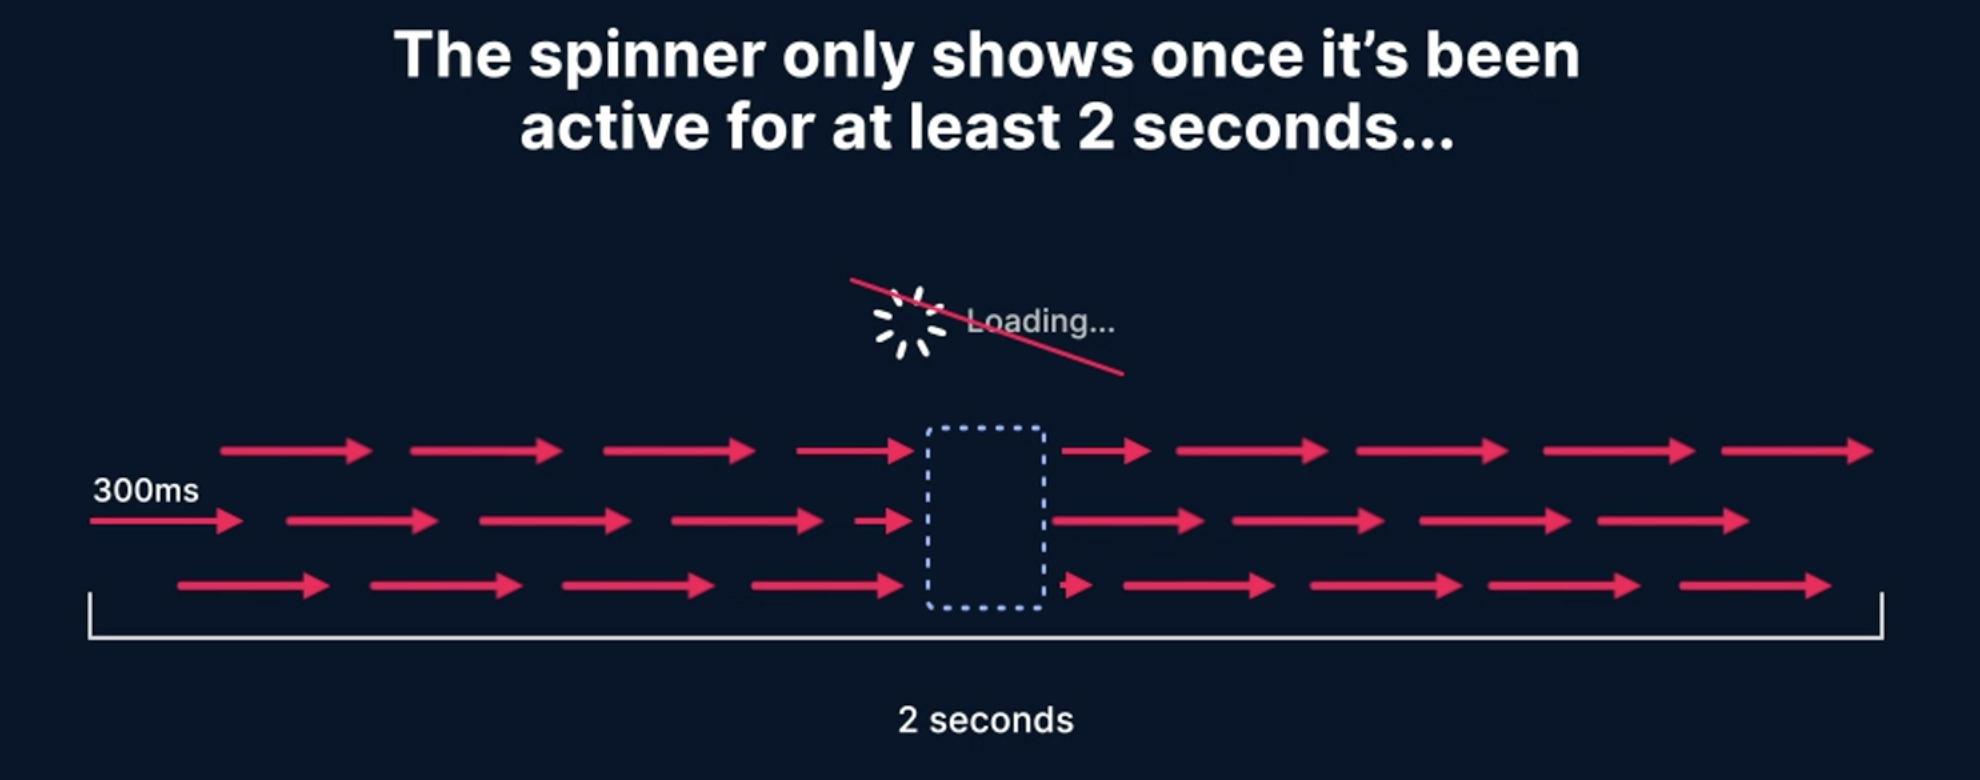 The spinner only shows once it’s been
active for at least 2 seconds...
Loading...
300ms
2 seconds